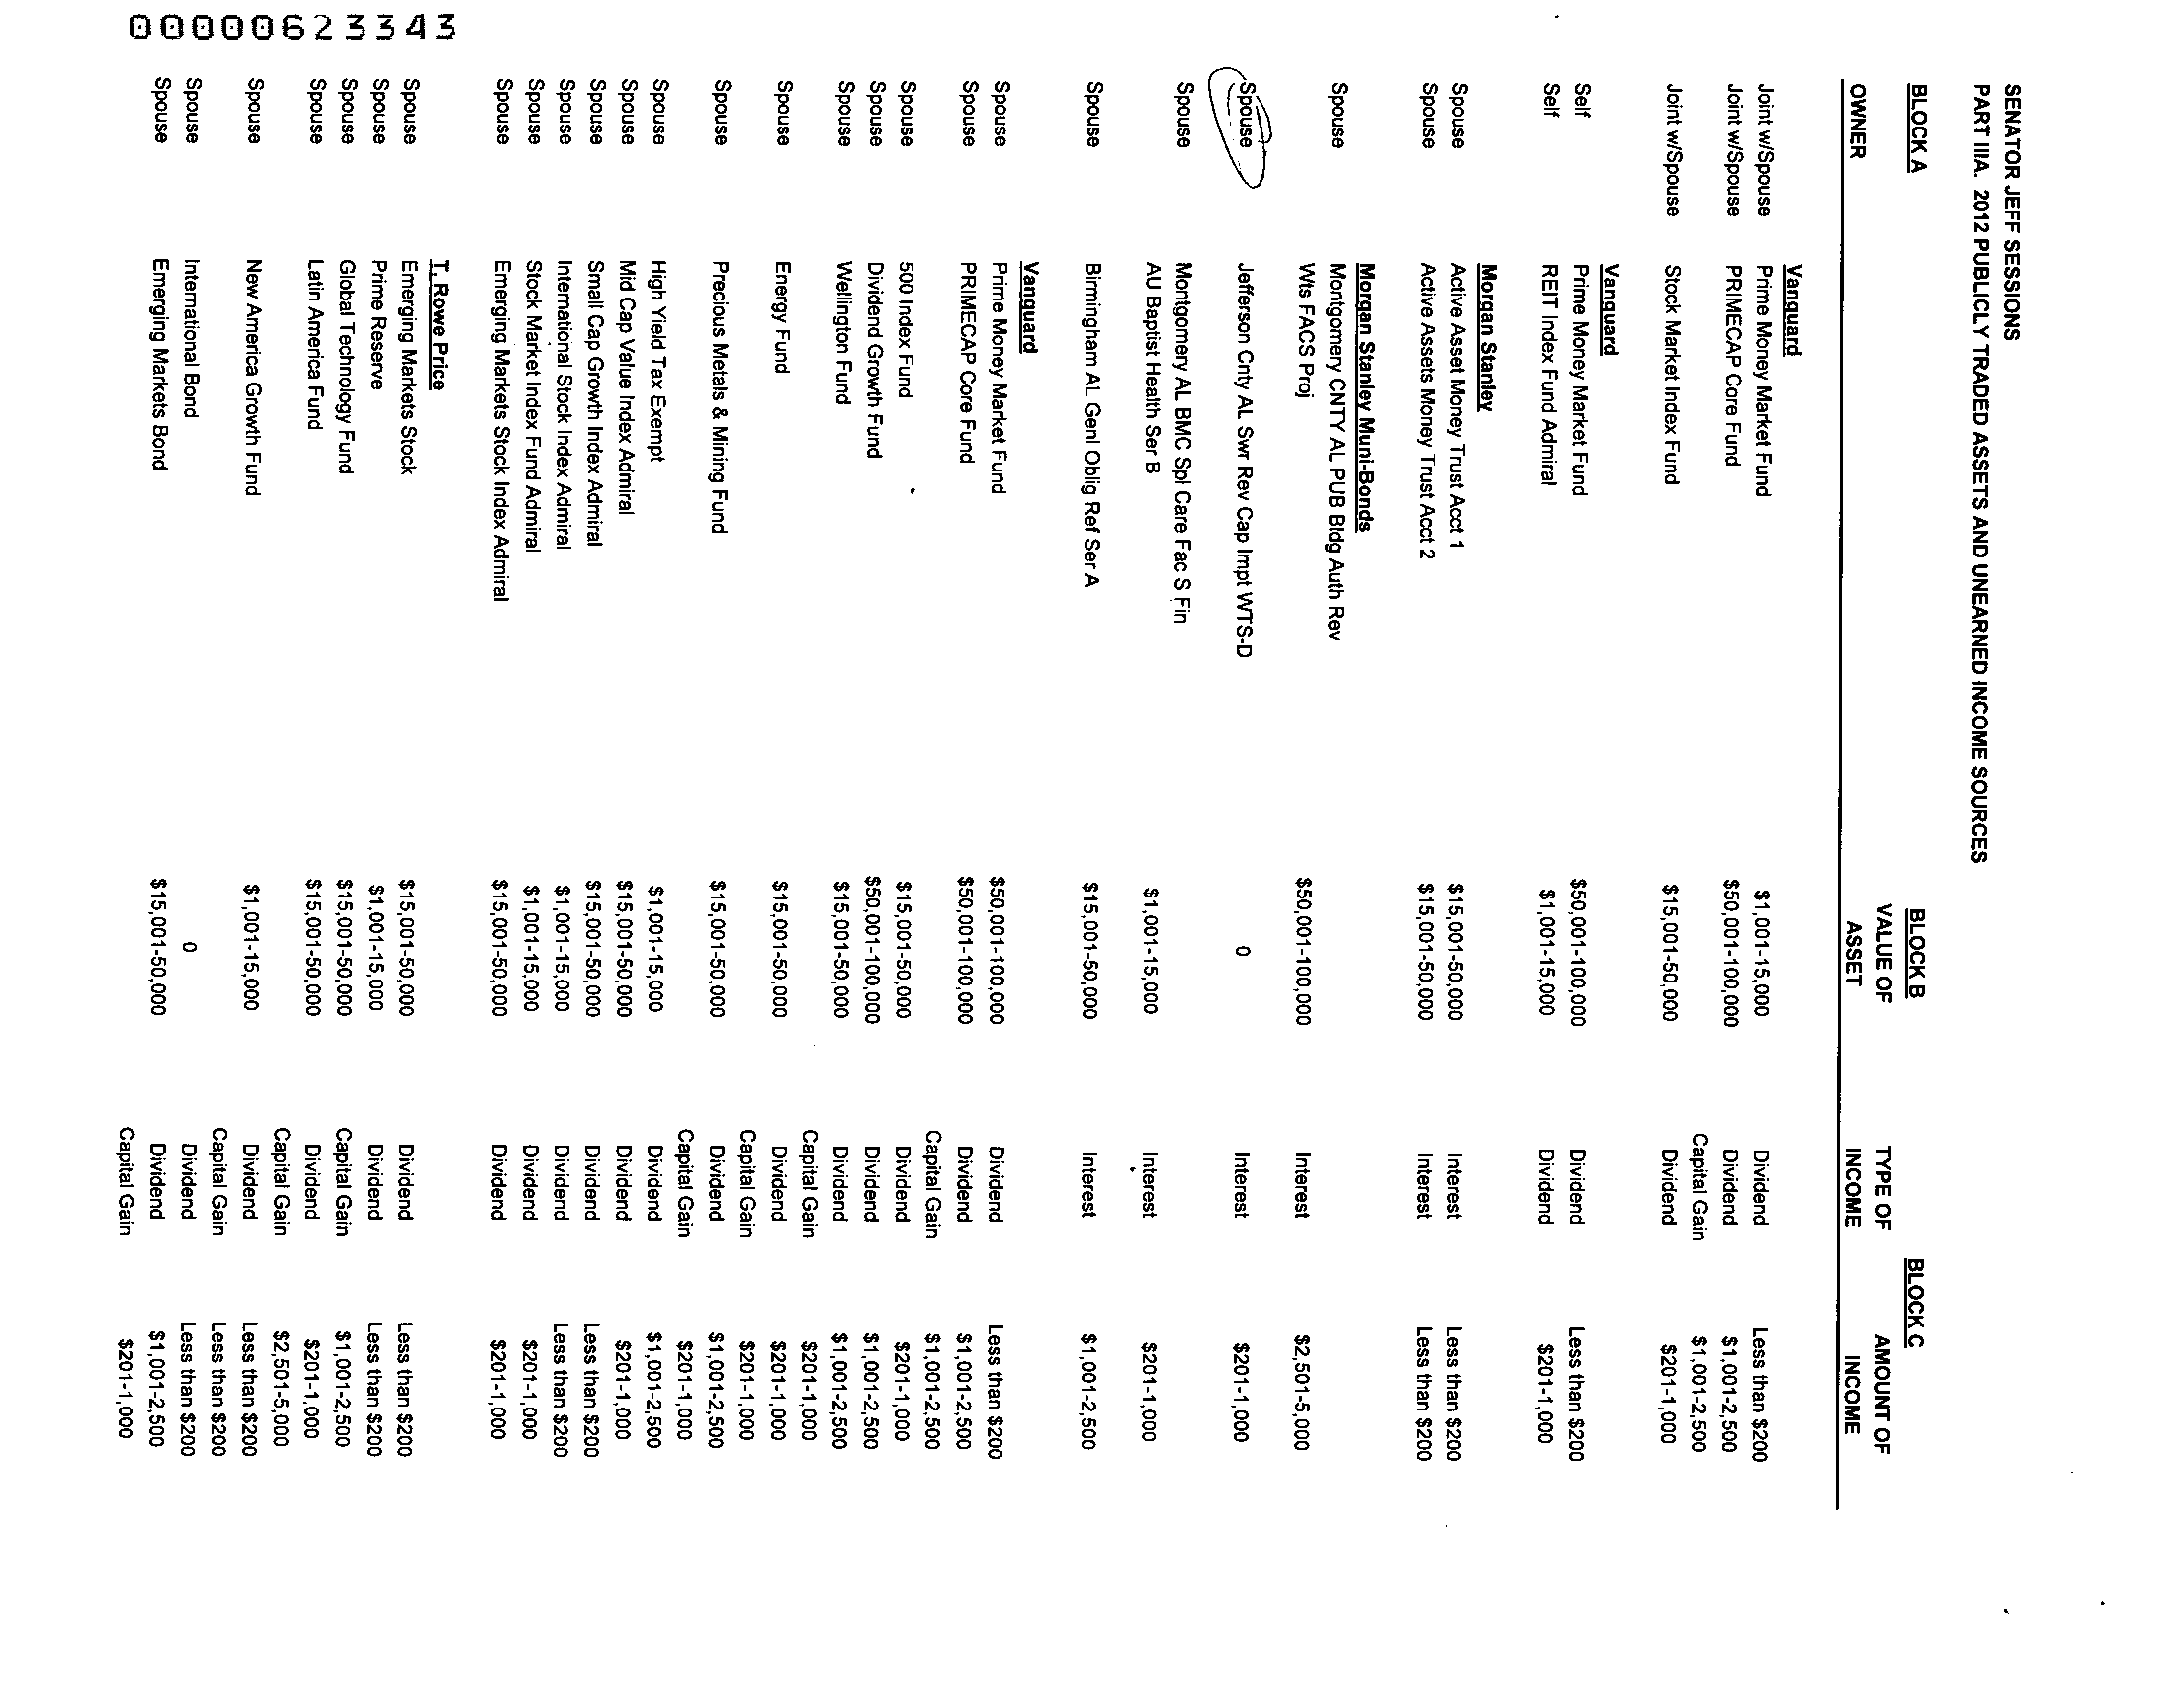 SENATOR JEFF SESSIONS
PART IIIA. 2012 PUBLICLY TRADED ASSETS AND UNEARNED INCOME SOURCES
BLOCK A BLOCK B BLOCK C
VALUE OF TYPE OF AMOUNT OF
OWNER ASSET INCOME INCOME
Vanguard
Joint w/Spouse Prime Money Market Fund $1,001-15,000 Dividend Less than $200
Joint w/Spouse PRIMECAP Core Fund $50,001-100,000 Dividend $1,001-2,500
Capital Gain $1,001-2,500
Joint w/Spouse Stock Market Index Fund $15,001-50,000 Dividend $201-1,000
Vanguard
Self Prime Money Market Fund $50,001-100,000 Dividend Less than $200
Self REIT Index Fund Admiral $1,001-15,000 Dividend $201-1,000
Morgan Stanley
Spouse Active Asset Money Trust Acct 1 $15,001-50,000 Interest Less than $200
Spouse Active Assets Money Trust Acct 2 $15,001-50,000 Interest Less than $200
Morgan Stanley Muni-Bonds
Spouse Montgomery CNTY AL PUB Bldg Auth Rev
Wts FACS Proj $50,001-100,000 Interest $2,501-5,000
Spouse Jefferson Cnty AL Swr Rev Cap Impt WTS-D 0 Interest $201-1,000
Spouse Montgomery AL BMC Spl Care Fac S Fin
AU Baptist Health Ser B $1,001-15,000 Interest $201-1,000
Spouse Birmingham AL Genl Oblig Ref Ser A $15,001-50,000 Interest $1,001-2,500
Vanguard
Spouse Prime Money Market Fund $50,001-100,000 Dividend Less than $200
Spouse PRIMECAP Core Fund $50,001-100,000 Dividend $1,001-2,500
Capital Gain $1,001-2,500
Spouse 500 Index Fund $15,001-50,000 Dividend $201-1,000
Spouse Dividend Growth Fund $50,001-100,000 Dividend $1,001-2,500
Spouse Wellington Fund $15,001-50,000 Dividend $1,001-2,500
Capital Gain $201-1,000
Spouse Energy Fund $15,001-50,000 Dividend $201-1,000
Capital Gain $201-1,000
Spouse Precious Metals & Mining Fund $15,001-50,000 Dividend $1,001-2,500
Capital Gain $201-1,000
Spouse High Yield Tax Exempt $1,001-15,000 Dividend $1,001-2,500
Spouse Mid Cap Value Index Admiral $15,001-50,000 Dividend $201-1,000
Spouse Small Cap Growth Index Admiral $15,001-50,000 Dividend Less than $200
Spouse International Stock Index Admiral $1,001-15,000 Dividend Less than $200
Spouse Stock Market Index Fund Admiral $1,001-15,000 Dividend $201-1,000
Spouse Emerging Markets Stock Index Admiral $15,001-50,000 Dividend $201-1,000
T. Rowe Price
Spouse Emerging Markets Stock $15,001-50,000 Dividend Less than $200
Spouse Prime Reserve $1,001-15,000 Dividend Less than $200
Spouse Global Technology Fund $15,001-50,000 Capital Gain $1,001-2,500
Spouse Latin America Fund $15,001-50,000 Dividend $201-1,000
Capital Gain $2,501-5,000
Spouse New America Growth Fund $1,001-15,000 Dividend Less than $200
Capital Gain Less than $200
Spouse International Bond 0 Dividend Less than $200
Spouse Emerging Markets Bond $15,001-50,000 Dividend $1,001-2,500
Capital Gain $201-1,000
00000623343